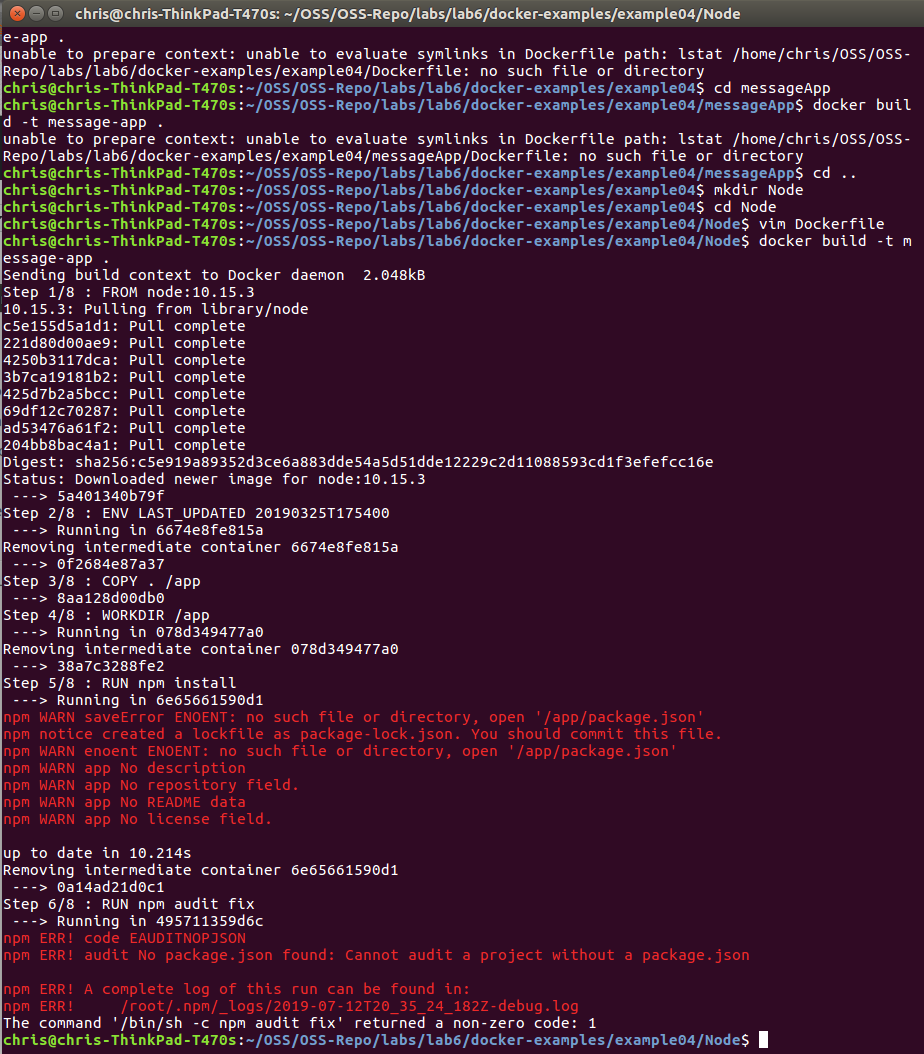 chris@chris-ThinkPad-T470s: ~/OSS/OSS-Repo/labs/lab6/docker-examples/example04/Node
e-app .
unable to prepare context: unable to evaluate symlinks in Dockerfile path: lstat /home/chris/OSS/OSS-
Repo/labs/lab6/docker-examples/example04/Dockerfile: no such file or directory
chris@chris-ThinkPad-T470s:~/OSS/OSS-Repo/labs/lab6/docker-examples/example04$ cd messageApp
chris@chris-ThinkPad-T470s:~/OSS/OSS-Repo/labs/lab6/docker-examples/example04/messageApp$ docker buil
d -t message-app .
unable to prepare context: unable to evaluate symlinks in Dockerfile path: lstat /home/chris/OSS/OSS-
Repo/labs/lab6/docker-examples/example04/messageApp/Dockerfile: no such file or directory
chris@chris-ThinkPad-T470s:~/OSS/OSS-Repo/labs/lab6/docker-examples/example04/messageApp$ cd ..
chris@chris-ThinkPad-T470s:~/OSS/OSS-Repo/labs/lab6/docker-examples/example04$ mkdir Node
chris@chris-ThinkPad-T470s:~/OSS/OSS-Repo/labs/lab6/docker-examples/example04$ cd Node
chris@chris-ThinkPad-T470s:~/OSS/OSS-Repo/labs/lab6/docker-examples/example04/Node$ vim Dockerfile
chris@chris-ThinkPad-T470s:~/OSS/OSS-Repo/labs/lab6/docker-examples/example04/Node$ docker build -t m
essage-app .
Sending build context to Docker daemon  2.048kB
Step 1/8 : FROM node:10.15.3
10.15.3: Pulling from library/node
c5e155d5a1d1: Pull complete
221d80d00ae9: Pull complete
4250b3117dca: Pull complete
3b7ca19181b2: Pull complete
425d7b2a5bcc: Pull complete
69df12c70287: Pull complete
ad53476a61f2: Pull complete
204bb8bac4a1: Pull complete
Digest: sha256:c5e919a89352d3ce6a883dde54a5d51dde12229c2d11088593cd1f3efefcc16e
Status: Downloaded newer image for node:10.15.3
 ---> 5a401340b79f
Step 2/8 : ENV LAST_UPDATED 20190325T175400
 ---> Running in 6674e8fe815a
Removing intermediate container 6674e8fe815a
 ---> 0f2684e87a37
Step 3/8 : COPY . /app
 ---> 8aa128d00db0
Step 4/8 : WORKDIR /app
 ---> Running in 078d349477a0
Removing intermediate container 078d349477a0
 ---> 38a7c3288fe2
Step 5/8 : RUN npm install
 ---> Running in 6e65661590d1
npm WARN saveError ENOENT: no such file or directory, open '/app/package.json'
npm notice created a lockfile as package-lock.json. You should commit this file.
npm WARN enoent ENOENT: no such file or directory, open '/app/package.json'
npm WARN app No description
npm WARN app No repository field.
npm WARN app No README data
npm WARN app No license field.

up to date in 10.214s
Removing intermediate container 6e65661590d1
 ---> 0a14ad21d0c1
Step 6/8 : RUN npm audit fix
 ---> Running in 495711359d6c
npm ERR! code EAUDITNOPJSON
npm ERR! audit No package.json found: Cannot audit a project without a package.json

npm ERR! A complete log of this run can be found in:
npm ERR!     /root/.npm/_logs/2019-07-12T20_35_24_182Z-debug.log
The command '/bin/sh -c npm audit fix' returned a non-zero code: 1
chris@chris-ThinkPad-T470s:~/OSS/OSS-Repo/labs/lab6/docker-examples/example04/Node$